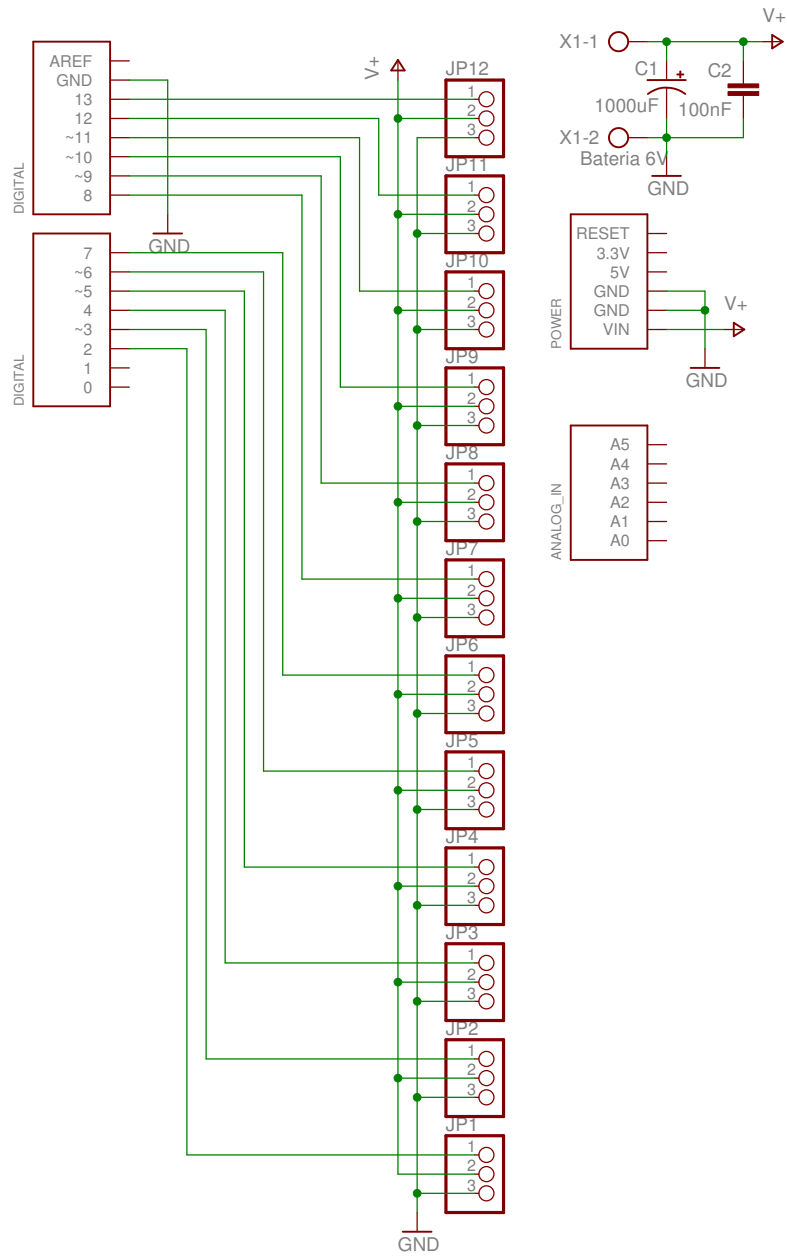 AREF
GND
13
12
~11
~10
~9
8
DIGITAL
GND
7
~6
~5
4
~3
2
1
0
DIGITAL
V+
JP12
1
2
3
JP11
1
2
3
JP10
1
2
3
JP9
1
2
3
JP8
1
2
3
JP7
1
2
3
JP6
1
2
3
JP5
1
2
3
JP4
1
2
3
JP3
1
2
3
JP2
1
2
3
JP1
1
2
3
GND
V+
X1-1
C1
+
C2
1000uF
100nF
X1-2
Bateria 6V
GND
RESET
3.3V
5V
GND
GND
VIN
POWER
V+
GND
A5
A4
A3
A2
A1
A0
ANALOG_IN